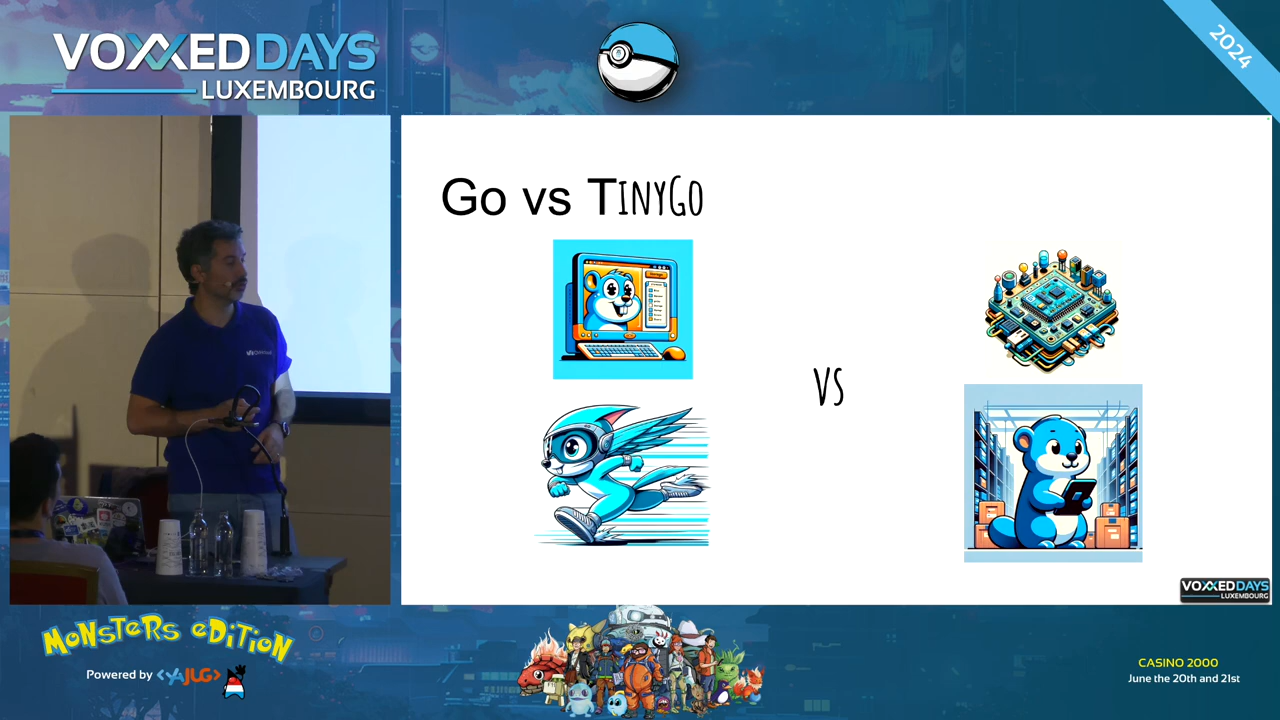 VOXXEDDAYS
LUXEMBOURG
2024
Go vs TINYGO
VS
VOXXEDDAYS
LUXEMBOURG
MONSTERS EDITION
Powered by <YAJUG>
CASINO 2000
June the 20th and 21st